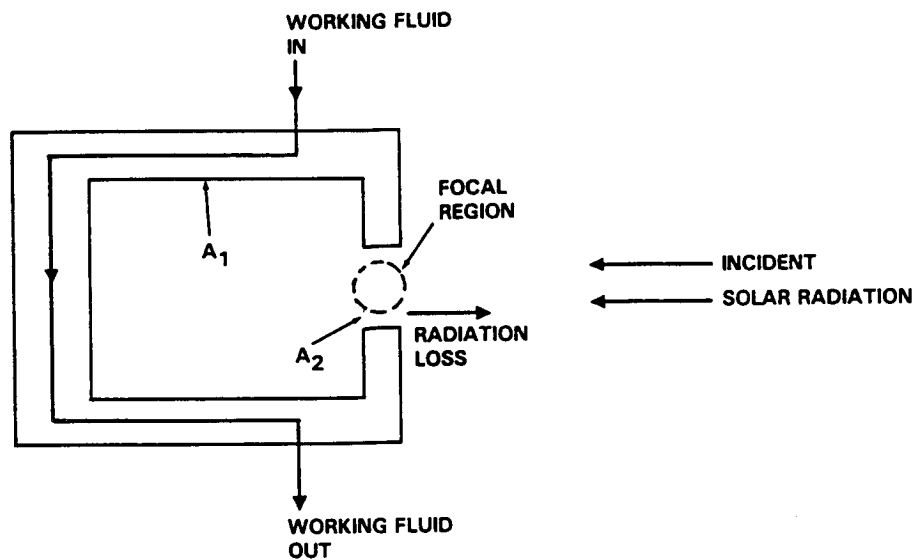 WORKING FLUID
IN
FOCAL
REGION
A1
INCIDENT
SOLAR RADIATION
A2
RADIATION
LOSS
WORKING FLUID
OUT